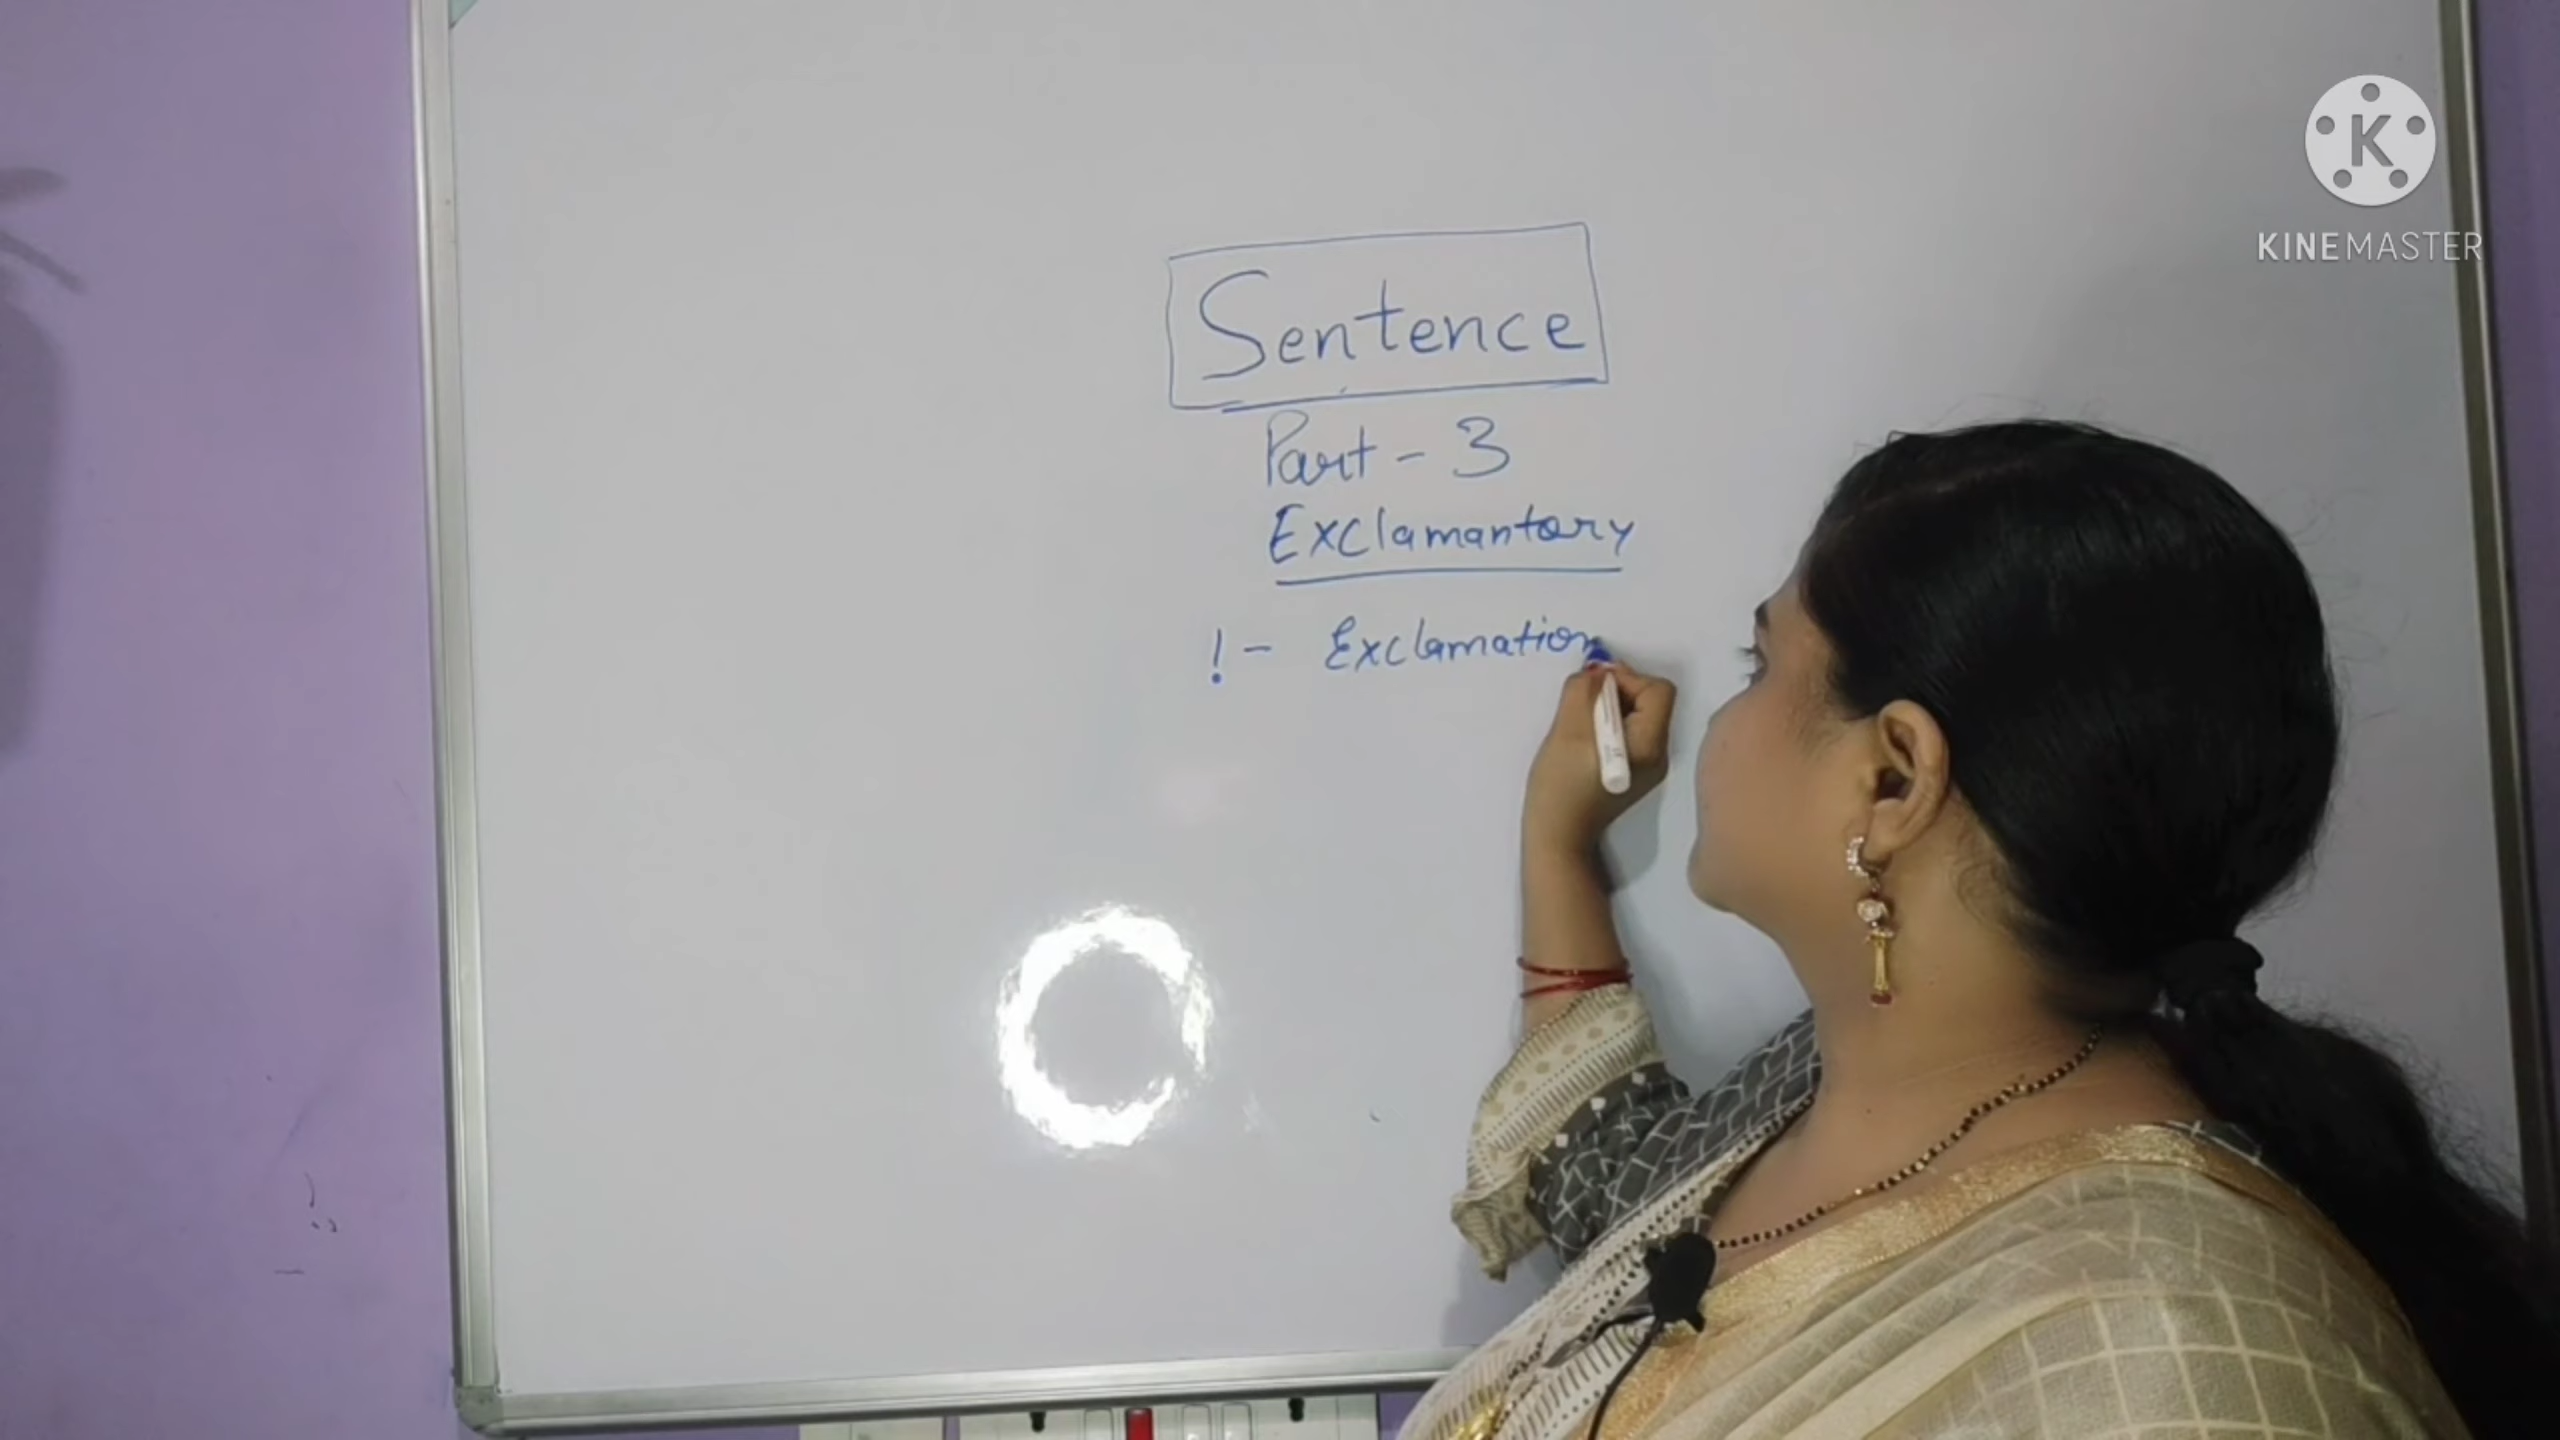 K
KINEMASTER
Sentence
Part - 3
Exclamantory
! - Exclamation